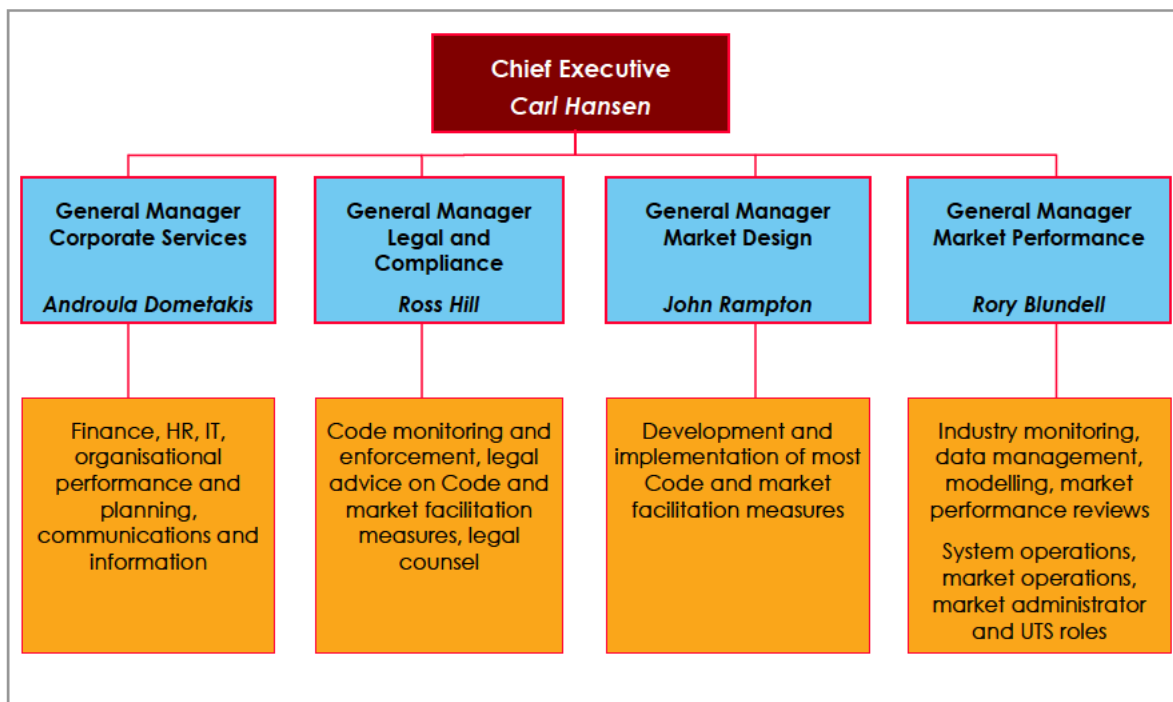 Chief Executive
Carl Hansen
General Manager
Corporate Services
Androula Dometakis
General Manager
Legal and
Compliance
Ross Hill
General Manager
Market Design
John Rampton
General Manager
Market Performance
Rory Blundell
Finance, HR, IT,
organisational
performance and
planning,
communications and
information
Code monitoring and
enforcement, legal
advice on Code and
market facilitation
measures, legal
counsel
Development and
implementation of most
Code and market
facilitation measures
Industry monitoring,
data management,
modelling, market
performance reviews
System operations,
market operations,
market administrator
and UTS roles